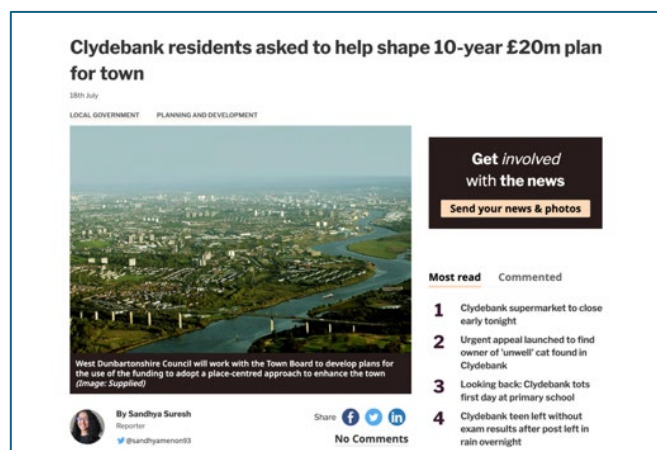 Clydebank residents asked to help shape 10-year £20m plan
for town
18th July
LOCAL GOVERNMENT PLANNING AND DEVELOPMENT
West Dunbartonshire Council will work with the Town Board to develop plans for
the use of the funding to adopt a place-centred approach to enhance the town
(Image: Supplied)
By Sandhya Suresh
Reporter
@sandhyamenon93
Share
No Comments
Get involved
with the news
Send your news & photos
Most read Commented
1 Clydebank supermarket to close
early tonight
2 Urgent appeal launched to find
owner of 'unwell' cat found in
Clydebank
3 Looking back: Clydebank tots
first day at primary school
4 Clydebank teen left without
exam results after post left in
rain overnight